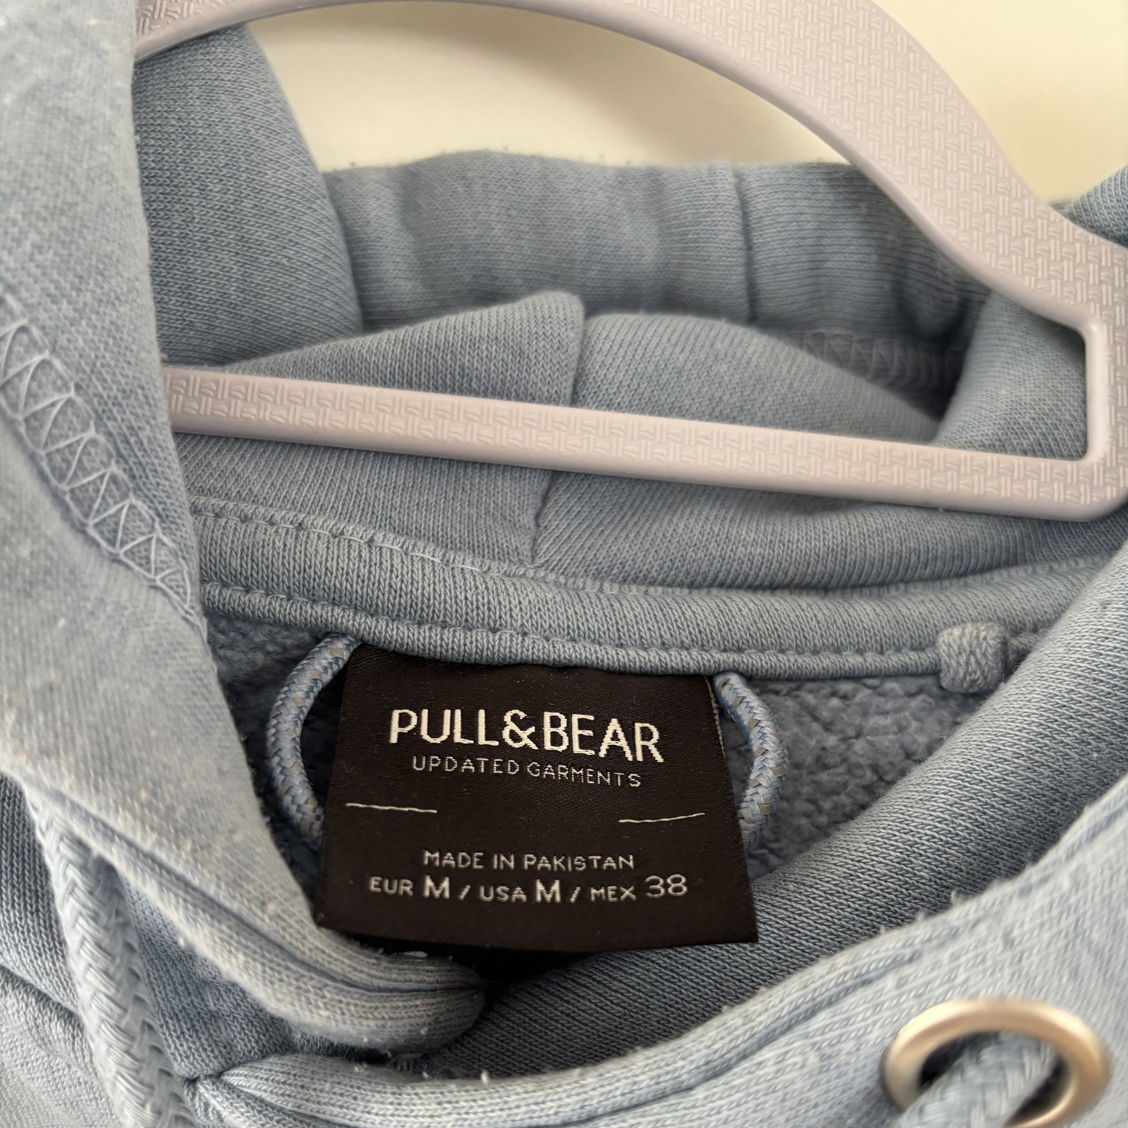 PULL&BEAR
UPDATED GARMENTS
MADE IN PAKISTAN
EUR M / USA M / MEX 38